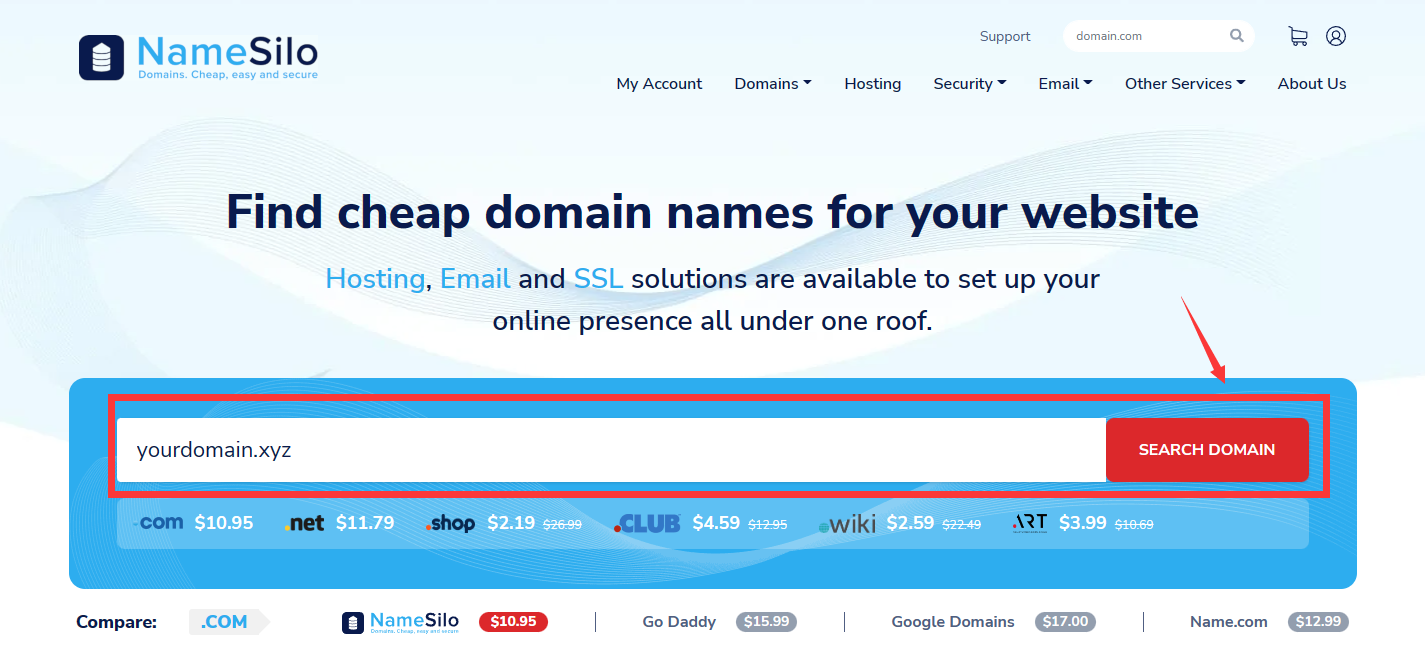 NameSilo
Domains. Cheap, easy and secure
Support
domain.com
My Account Domains Hosting Security Email Other Services About Us
Find cheap domain names for your website
Hosting, Email and SSL solutions are available to set up your
online presence all under one roof.
yourdomain.xyz
SEARCH DOMAIN
.com $10.95 .net $11.79 .shop $2.19 $26.99 .CLUB $4.59 $12.95 .wiki $2.59 $22.49 .ART $3.99 $10.69
Compare: .COM NameSilo $10.95 Go Daddy $15.99 Google Domains $17.00 Name.com $12.99
Domains. Cheap, easy and secure